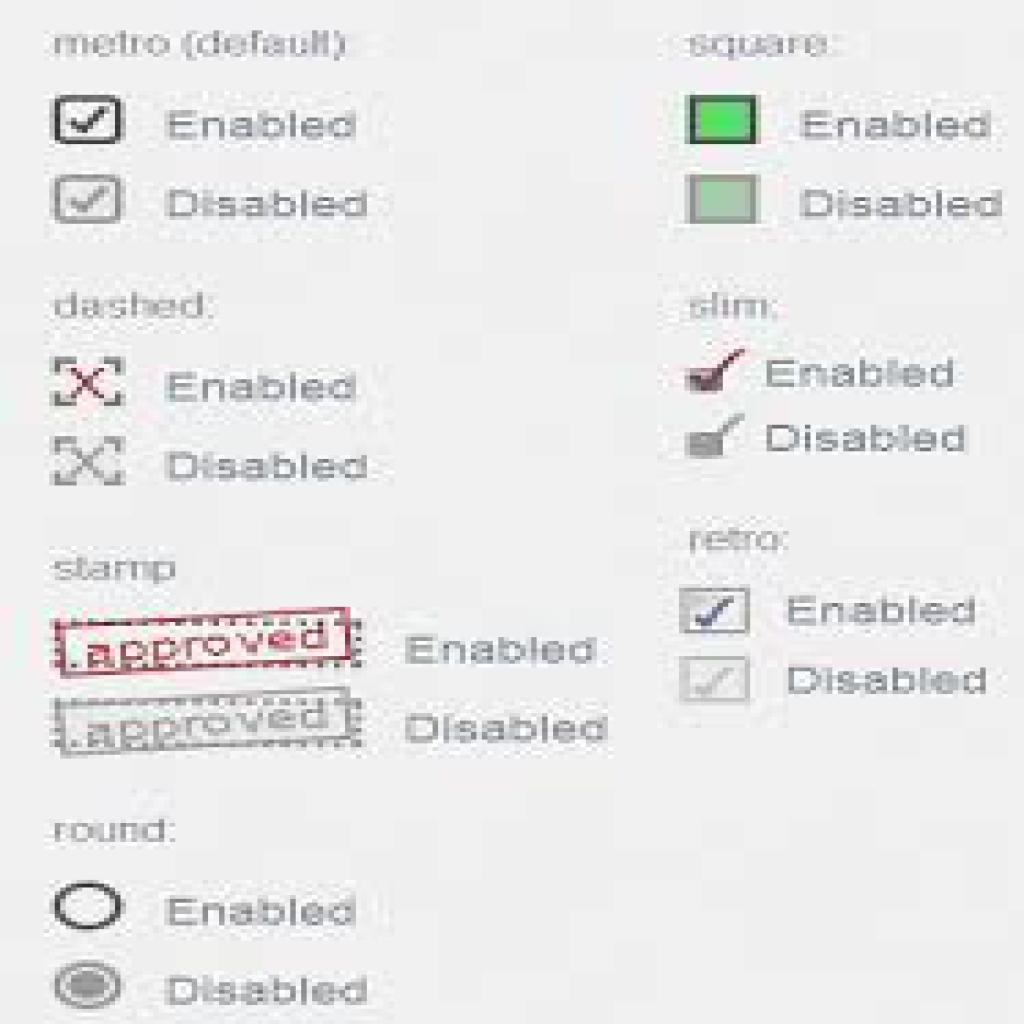 metro (default):
Enabled
Disabled
dashed:
Enabled
Disabled
stamp
approved Enabled
approved Disabled
round:
Enabled
Disabled
square:
Enabled
Disabled
slim:
Enabled
Disabled
retro:
Enabled
Disabled